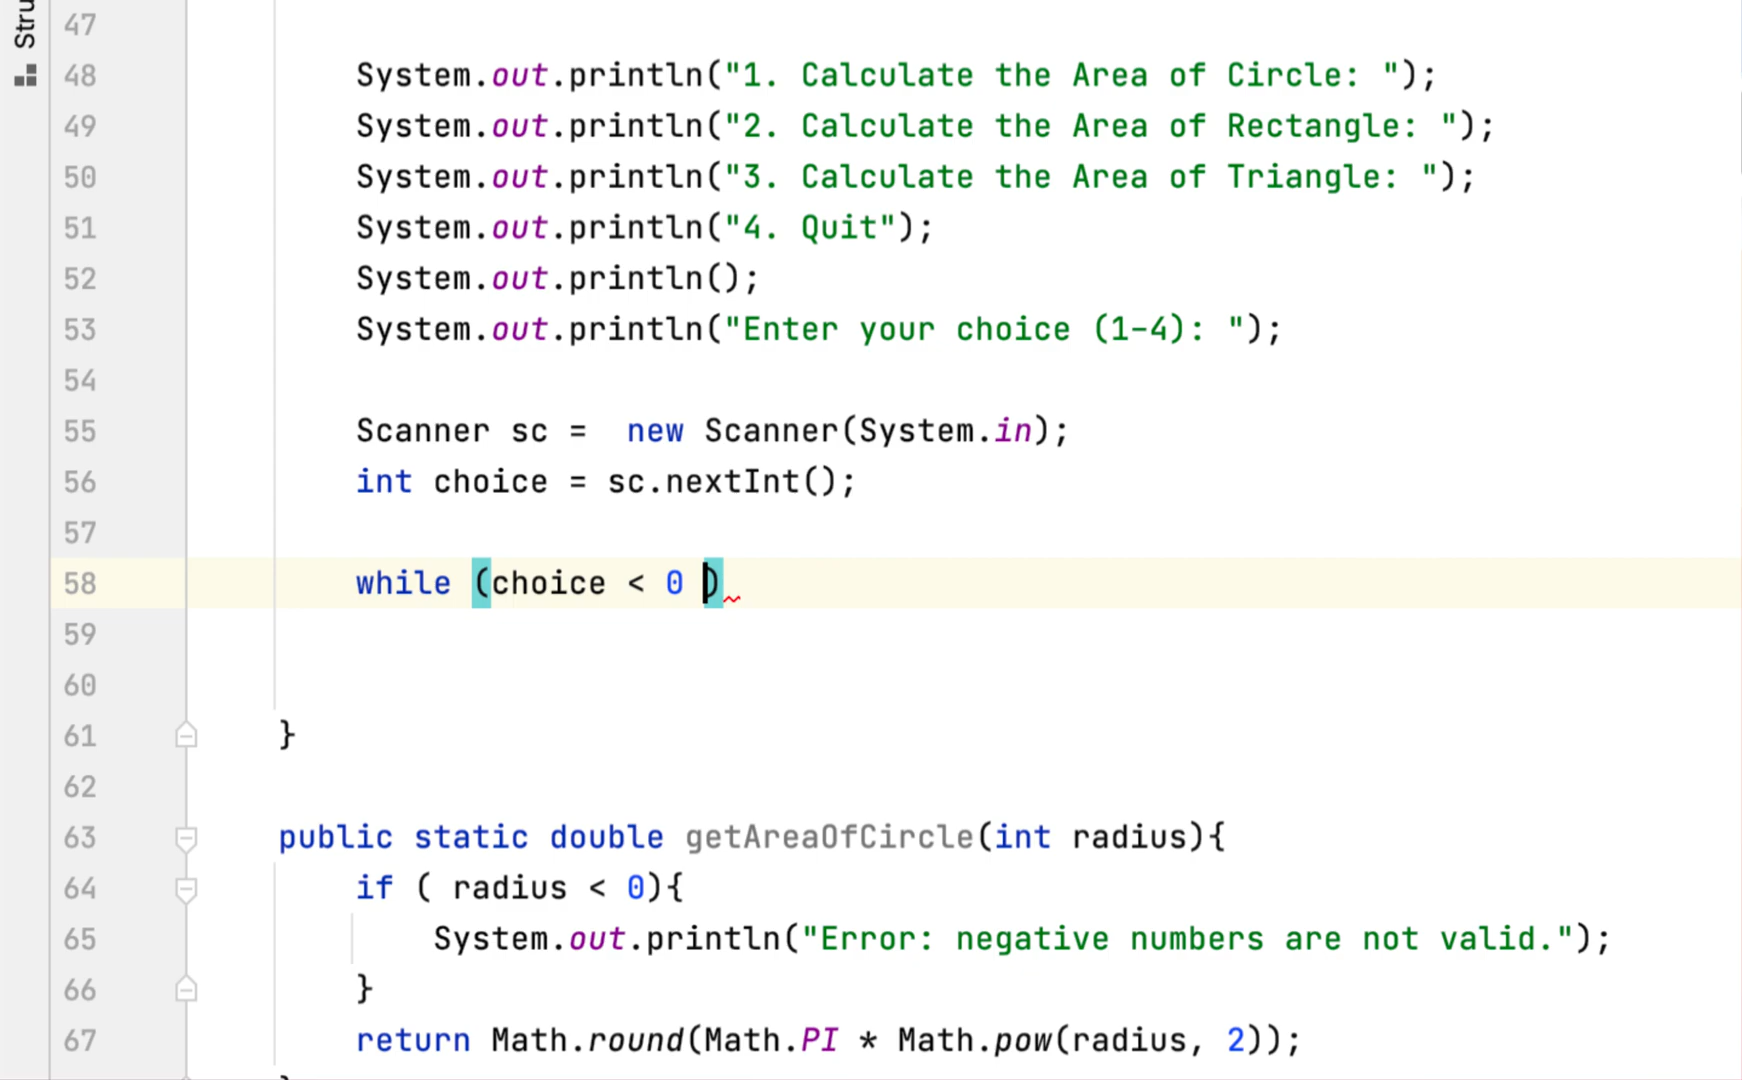 Stru
47
48 System.out.println("1. Calculate the Area of Circle: ");
49 System.out.println("2. Calculate the Area of Rectangle: ");
50 System.out.println("3. Calculate the Area of Triangle: ");
51 System.out.println("4. Quit");
52 System.out.println();
53 System.out.println("Enter your choice (1-4): ");
54
55 Scanner sc =  new Scanner(System.in);
56 int choice = sc.nextInt();
57
58 while (choice < 0 )
59
60
61 }
62
63 public static double getAreaOfCircle(int radius){
64 if ( radius < 0){
65 System.out.println("Error: negative numbers are not valid.");
66 }
67 return Math.round(Math.PI * Math.pow(radius, 2));